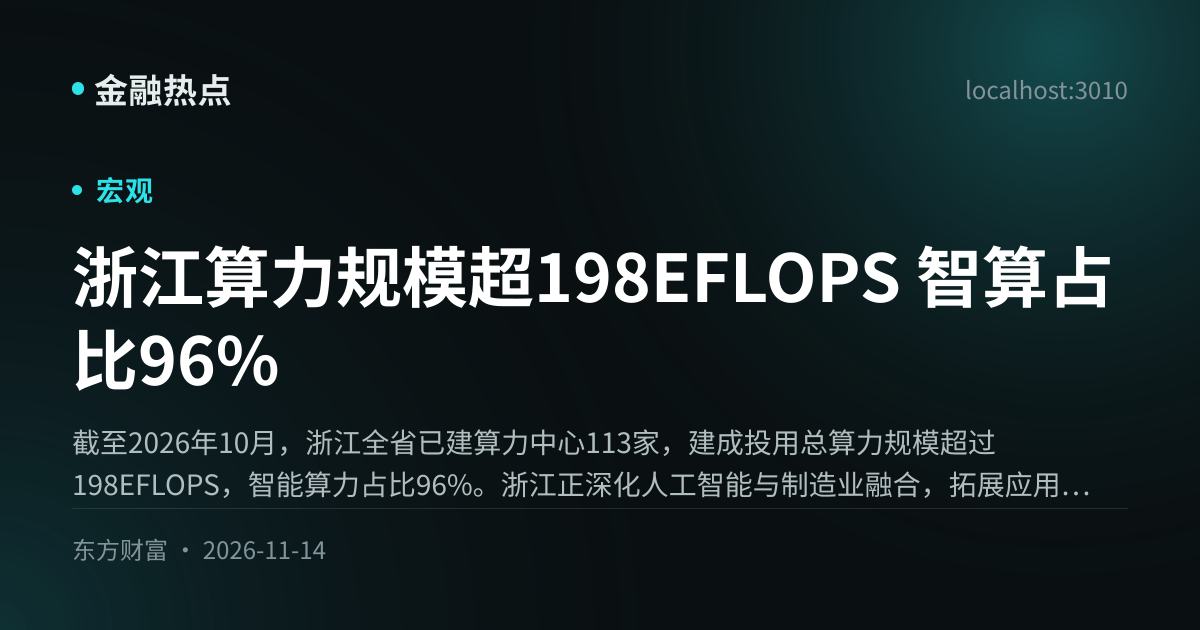 金融热点
localhost:3010
宏观
浙江算力规模超198EFLOPS 智算占
比96%
截至2026年10月，浙江全省已建算力中心113家，建成投用总算力规模超过
198EFLOPS，智能算力占比96%。浙江正深化人工智能与制造业融合，拓展应用…
东方财富 · 2026-11-14